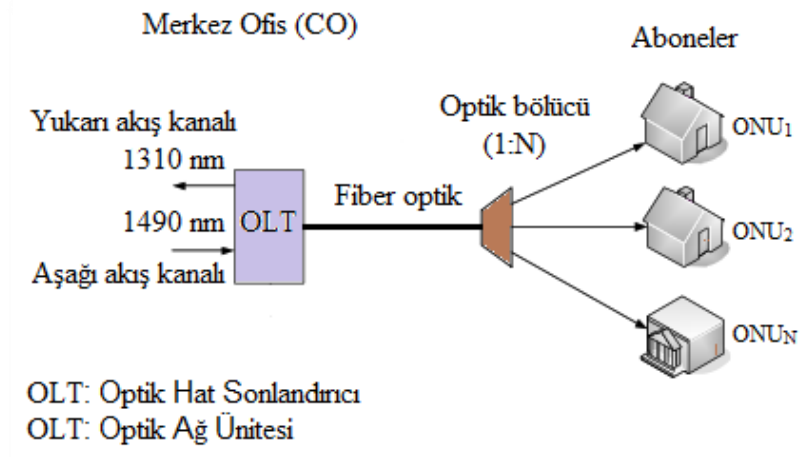 Merkez Ofis (CO)
Aboneler
Yukarı akış kanalı
1310 nm
1490 nm
Aşağı akış kanalı
OLT
Fiber optik
Optik bölücü
(1:N)
ONU1
ONU2
ONUN
OLT: Optik Hat Sonlandırıcı
OLT: Optik Ağ Ünitesi